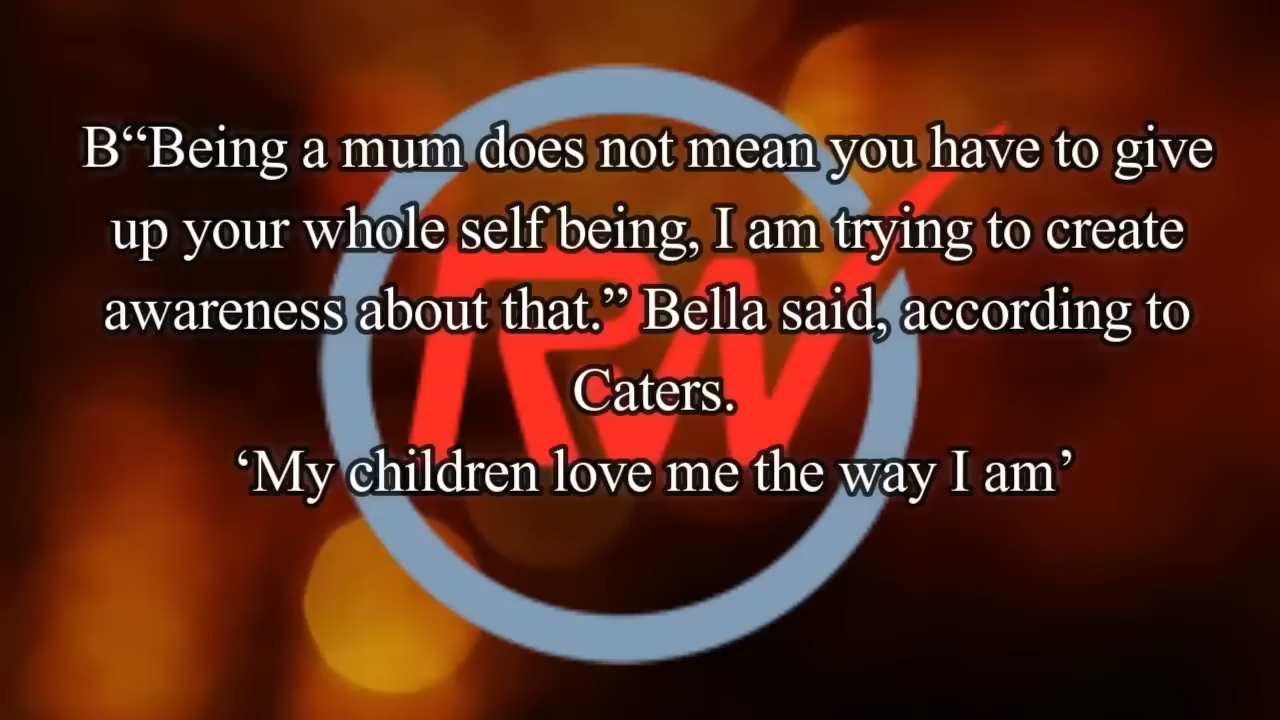 B“Being a mum does not mean you have to give
up your whole self being, I am trying to create
awareness about that.” Bella said, according to
Caters.
‘My children love me the way I am’
RW